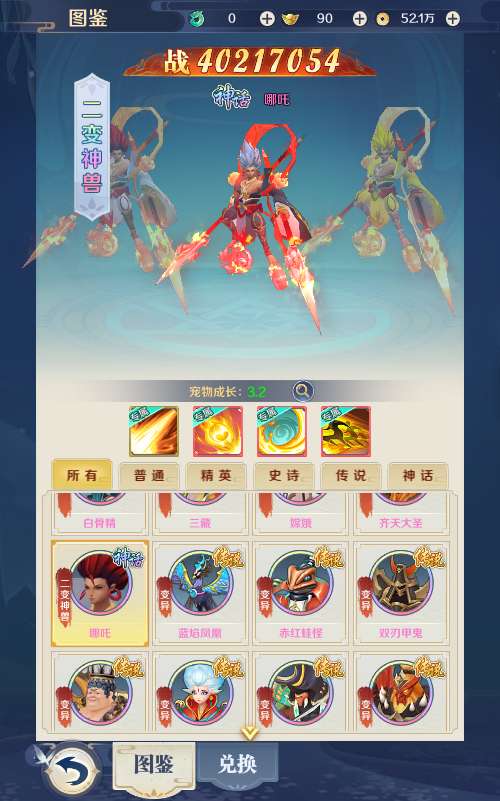 图鉴
0
90
52.1万
战 40217054
神话 哪吒
二变神兽
宠物成长：3.2
专属 专属 专属 专属
所有 普通 精英 史诗 传说 神话
白骨精 三藏 嫦娥 齐天大圣
神话 传说 传说 传说
二变神兽 变异 变异 变异
哪吒 蓝焰凤凰 赤红蛙怪 双刃甲鬼
传说 传说 传说 传说
变异 变异 变异 变异
图鉴 兑换